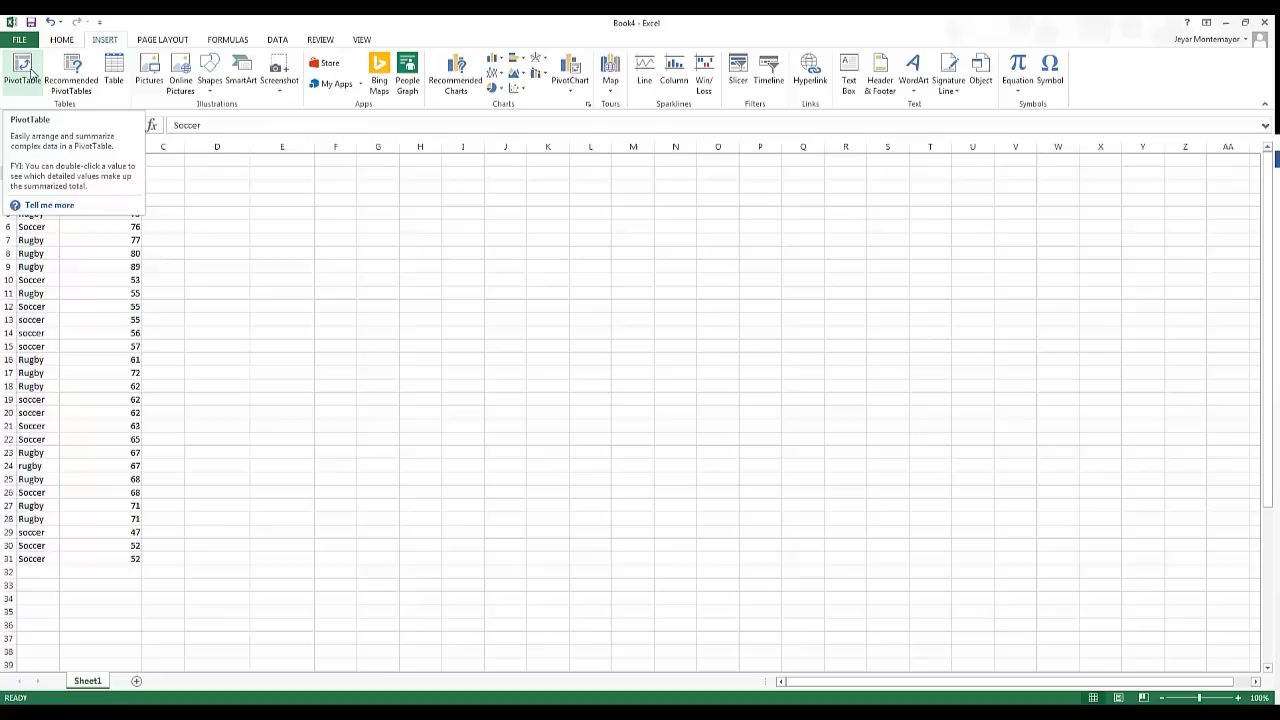 Book4 - Excel
FILE HOME INSERT PAGE LAYOUT FORMULAS DATA REVIEW VIEW
Jeyar Montemayor
PivotTable
Recommended PivotTables
Table
Pictures
Online Pictures
Shapes
SmartArt
Screenshot
Store
My Apps
Bing Maps
People Graph
Recommended Charts
PivotChart
Map
Line
Column
Win/Loss
Slicer
Timeline
Hyperlink
Text Box
Header & Footer
WordArt
Signature Line
Object
Equation
Symbol
Tables Illustrations Apps Charts Tours Sparklines Filters Links Text Symbols
PivotTable
Easily arrange and summarize
complex data in a PivotTable.
FYI: You can double-click a value to
see which detailed values make up
the summarized total.
Tell me more
fx Soccer
C D E F G H I J K L M N O P Q R S T U V W X Y Z AA
6 Soccer 76
7 Rugby 77
8 Rugby 80
9 Rugby 89
10 Soccer 53
11 Rugby 55
12 Soccer 55
13 soccer 55
14 soccer 56
15 soccer 57
16 Rugby 61
17 Rugby 72
18 Rugby 62
19 soccer 62
20 soccer 62
21 Soccer 63
22 Soccer 65
23 Rugby 67
24 rugby 67
25 Rugby 68
26 Soccer 68
27 Rugby 71
28 Rugby 71
29 soccer 47
30 Soccer 52
31 Soccer 52
32
33
34
35
36
37
38
39
Sheet1
READY 100%